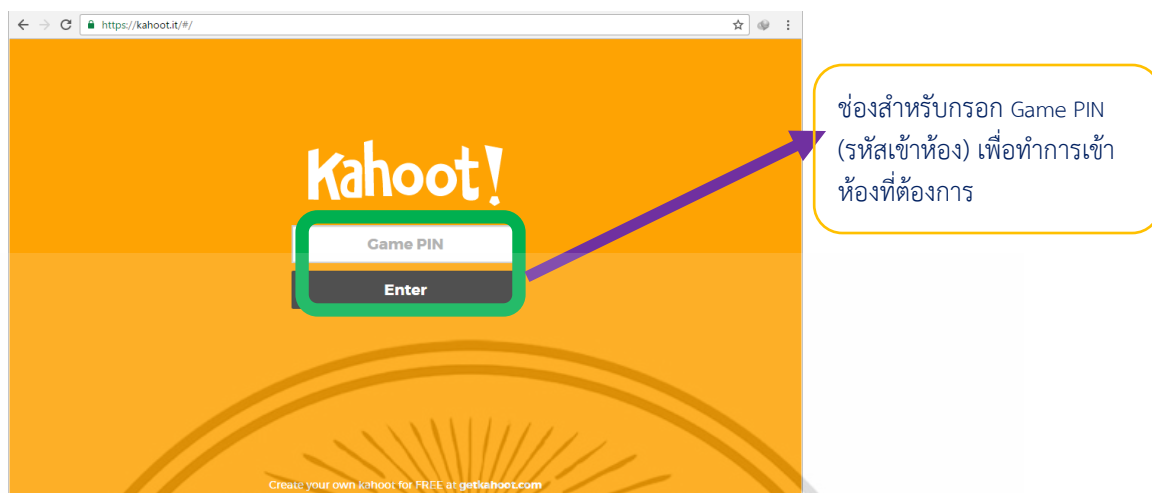 https://kahoot.it/#/
Kahoot!
Game PIN
Enter
Create your own kahoot for FREE at getkahoot.com
ช่องสำหรับกรอก Game PIN
(รหัสเข้าห้อง) เพื่อทำการเข้า
ห้องที่ต้องการ